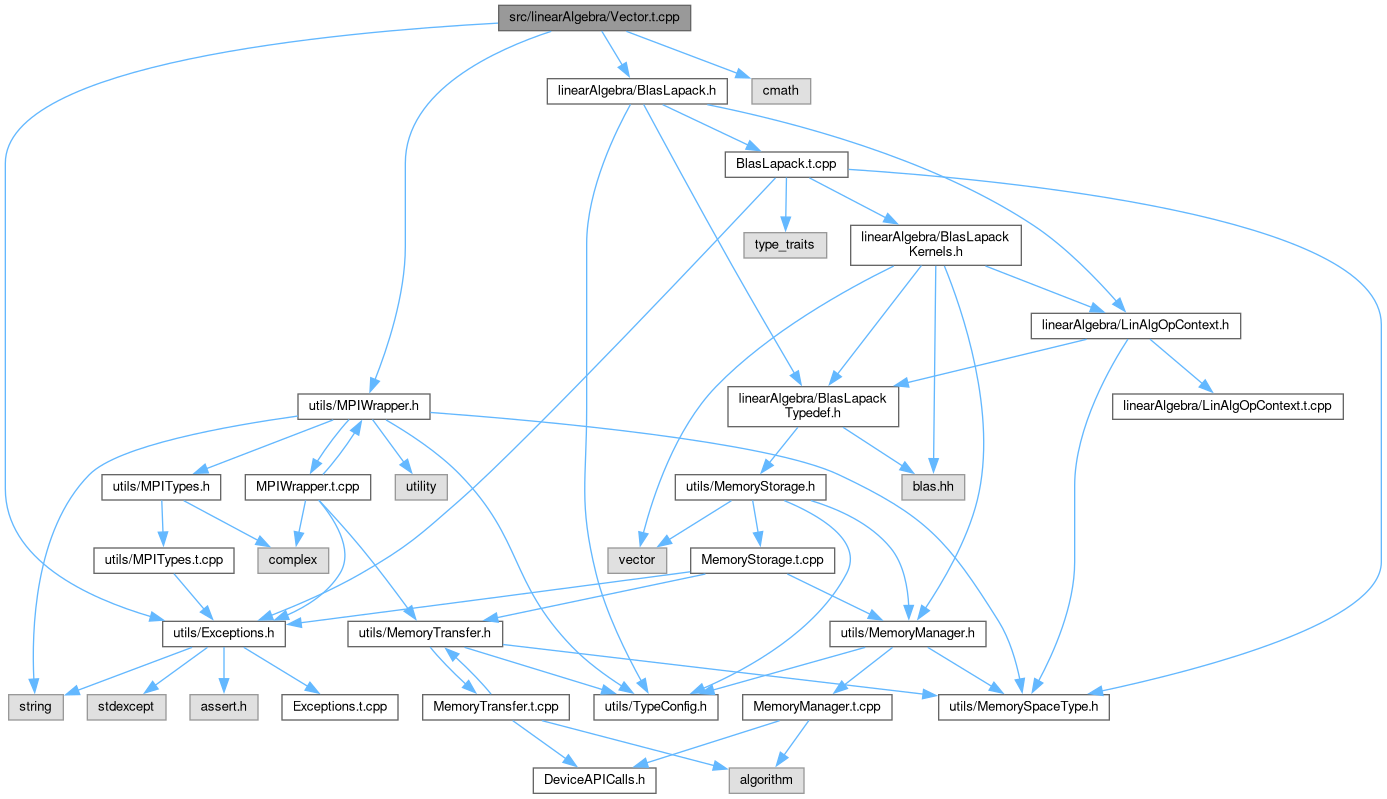 src/linearAlgebra/Vector.t.cpp
linearAlgebra/BlasLapack.h
cmath
BlasLapack.t.cpp
type_traits
linearAlgebra/BlasLapack
Kernels.h
linearAlgebra/LinAlgOpContext.h
utils/MPIWrapper.h
linearAlgebra/BlasLapack
Typedef.h
linearAlgebra/LinAlgOpContext.t.cpp
utils/MPITypes.h
MPIWrapper.t.cpp
utility
utils/MemoryStorage.h
blas.hh
utils/MPITypes.t.cpp
complex
vector
MemoryStorage.t.cpp
utils/Exceptions.h
utils/MemoryTransfer.h
utils/MemoryManager.h
string
stdexcept
assert.h
Exceptions.t.cpp
MemoryTransfer.t.cpp
utils/TypeConfig.h
MemoryManager.t.cpp
utils/MemorySpaceType.h
DeviceAPICalls.h
algorithm